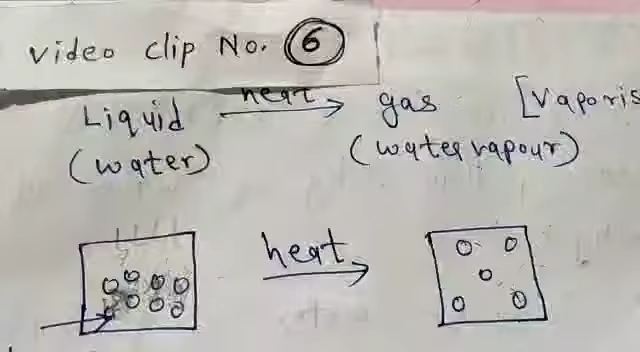 video clip No. 6
Liquid heat gas [Vaporis
(water) (water vapour)
heat